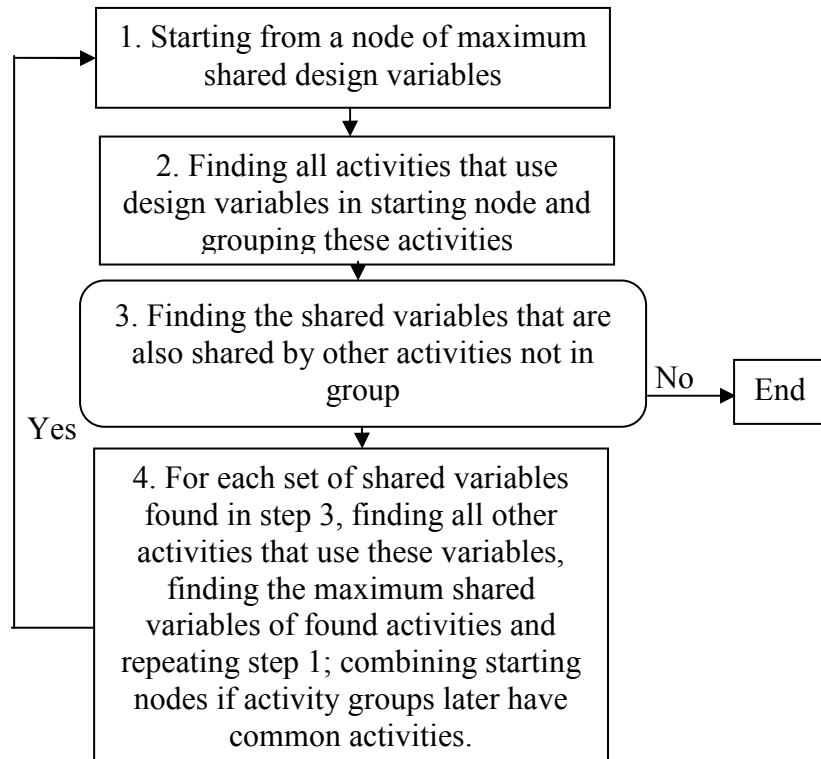 1. Starting from a node of maximum
shared design variables
2. Finding all activities that use
design variables in starting node and
grouping these activities
3. Finding the shared variables that are
also shared by other activities not in
group
No
End
Yes
4. For each set of shared variables
found in step 3, finding all other
activities that use these variables,
finding the maximum shared
variables of found activities and
repeating step 1; combining starting
nodes if activity groups later have
common activities.